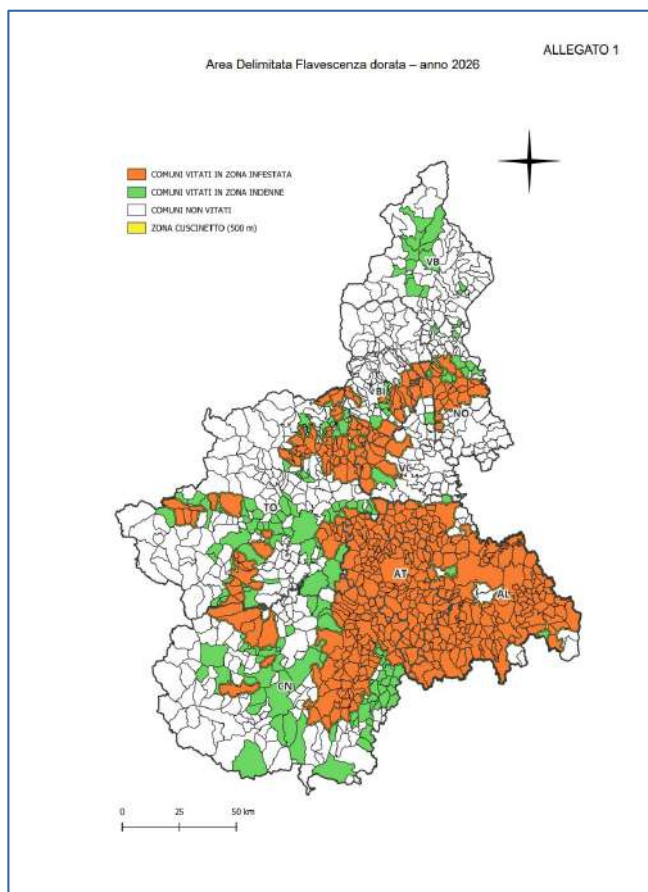 ALLEGATO 1
Area Delimitata Flavescenza dorata – anno 2026
COMUNI VITATI IN ZONA INFESTATA
COMUNI VITATI IN ZONA INDENNE
COMUNI NON VITATI
ZONA CUSCINETTO (500 m)
VB
BI
NO
VC
TO
AT
AL
CN
0 25 50 km